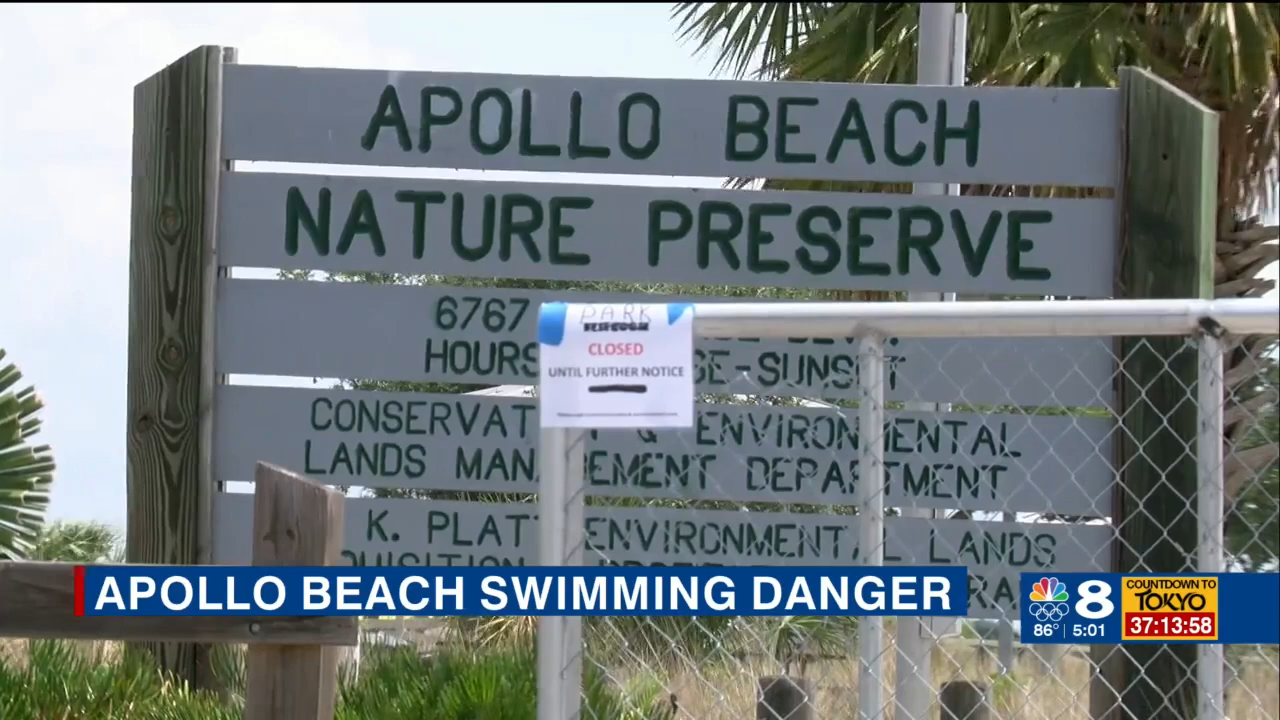 APOLLO BEACH
NATURE PRESERVE
6767
HOURS
GE-SUNSET
PARK
CLOSED
UNTIL FURTHER NOTICE
CONSERVAT & ENVIRONMENTAL
LANDS MANAGEMENT DEPARTMENT
K. PLATT ENVIRONMENTAL LANDS
APOLLO BEACH SWIMMING DANGER
8
86° 5:01
COUNTDOWN TO
TOKYO
37:13:58